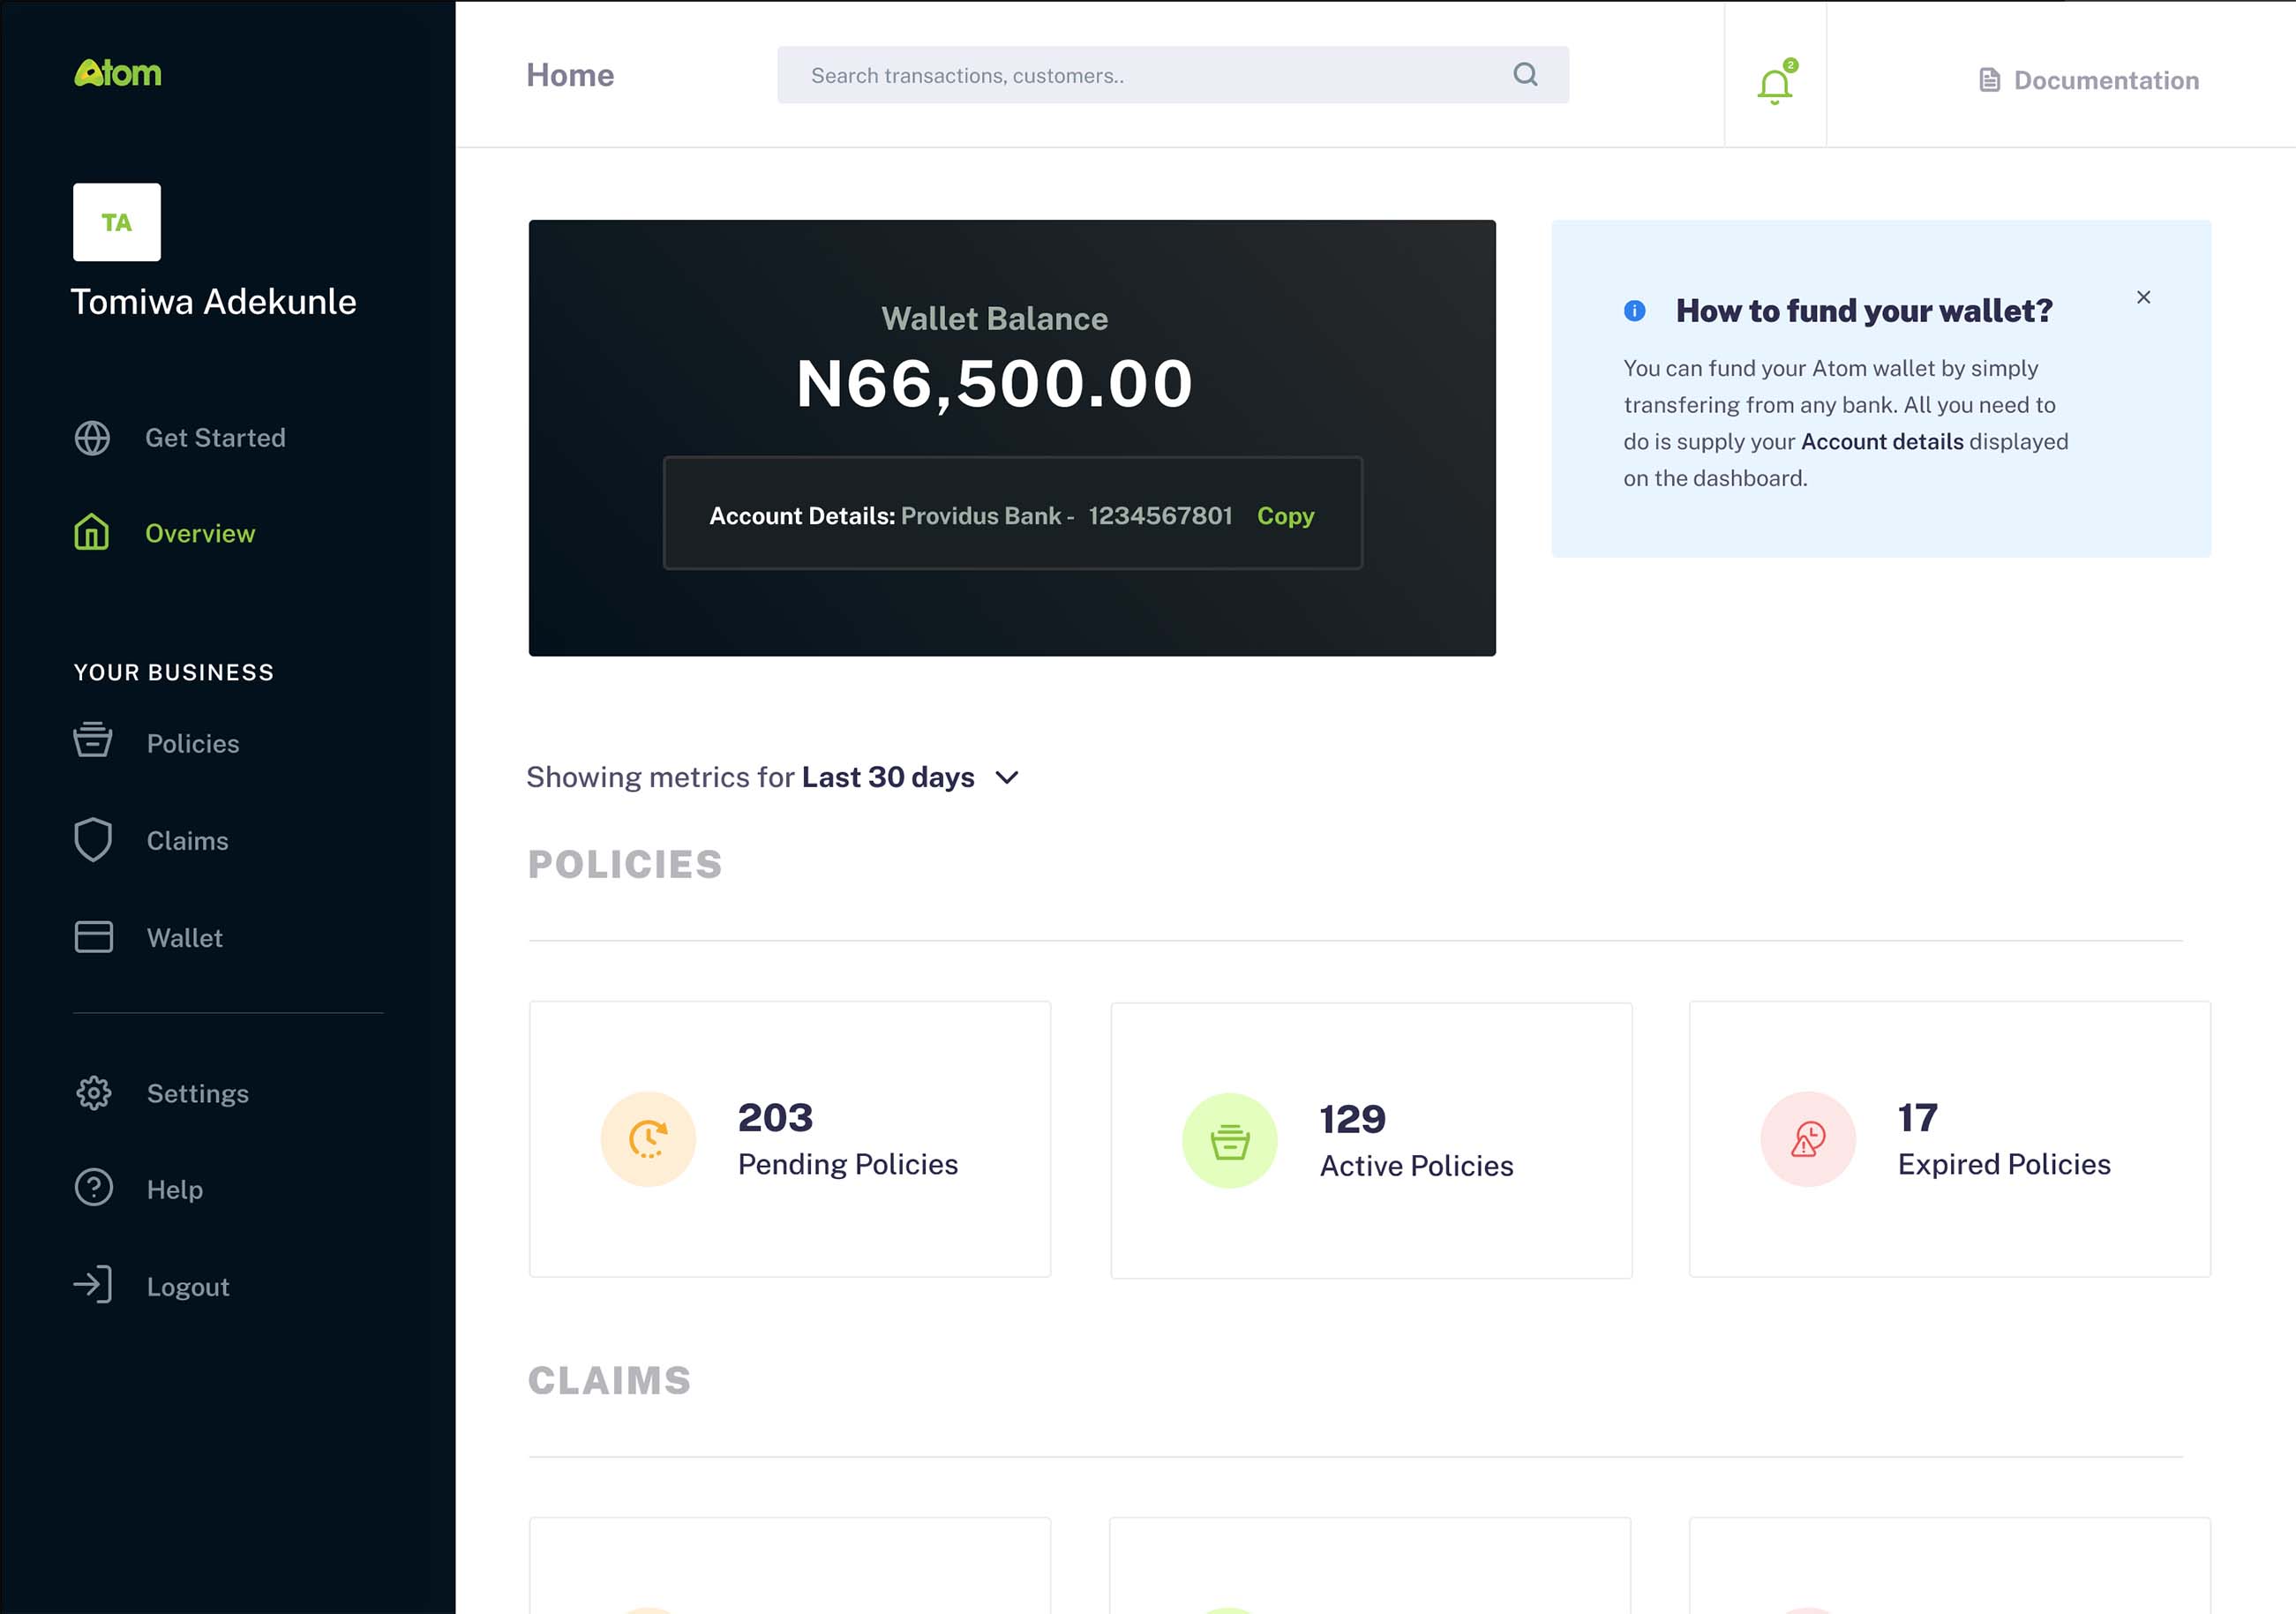 Atom
TA
Tomiwa Adekunle
Get Started
Overview
YOUR BUSINESS
Policies
Claims
Wallet
Settings
Help
Logout
Home
Search transactions, customers..
2
Documentation
Wallet Balance
N66,500.00
Account Details: Providus Bank - 1234567801 Copy
How to fund your wallet?
You can fund your Atom wallet by simply
transfering from any bank. All you need to
do is supply your Account details displayed
on the dashboard.
Showing metrics for Last 30 days
POLICIES
203
Pending Policies
129
Active Policies
17
Expired Policies
CLAIMS